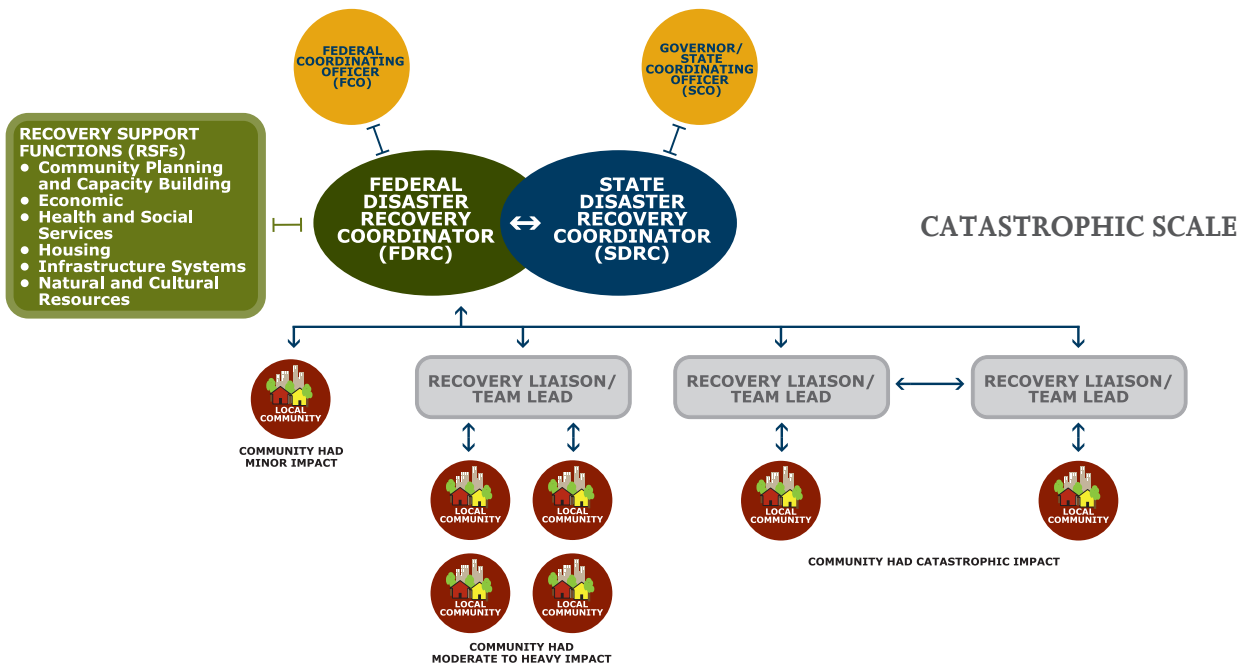 FEDERAL
COORDINATING
OFFICER
(FCO)
GOVERNOR/
STATE
COORDINATING
OFFICER
(SCO)
RECOVERY SUPPORT
FUNCTIONS (RSFs)
● Community Planning
and Capacity Building
● Economic
● Health and Social
Services
● Housing
● Infrastructure Systems
● Natural and Cultural
Resources
FEDERAL
DISASTER
RECOVERY
COORDINATOR
(FDRC)
STATE
DISASTER
RECOVERY
COORDINATOR
(SDRC)
CATASTROPHIC SCALE
LOCAL
COMMUNITY
COMMUNITY HAD
MINOR IMPACT
RECOVERY LIAISON/
TEAM LEAD
RECOVERY LIAISON/
TEAM LEAD
RECOVERY LIAISON/
TEAM LEAD
LOCAL
COMMUNITY
LOCAL
COMMUNITY
LOCAL
COMMUNITY
LOCAL
COMMUNITY
COMMUNITY HAD
MODERATE TO HEAVY IMPACT
LOCAL
COMMUNITY
LOCAL
COMMUNITY
COMMUNITY HAD CATASTROPHIC IMPACT